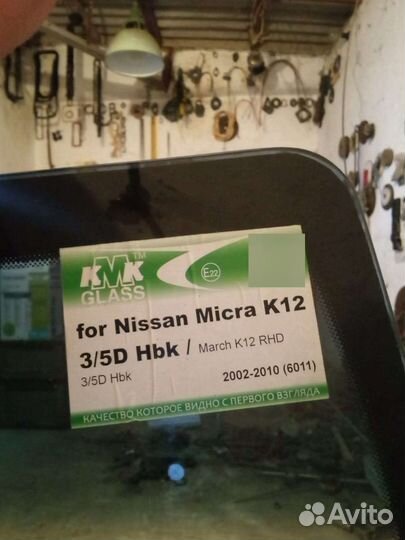 KMK™
GLASS
E22
for Nissan Micra K12
3/5D Hbk / March K12 RHD
3/5D Hbk
2002-2010 (6011)
КАЧЕСТВО КОТОРОЕ ВИДНО С ПЕРВОГО ВЗГЛЯДА
Avito